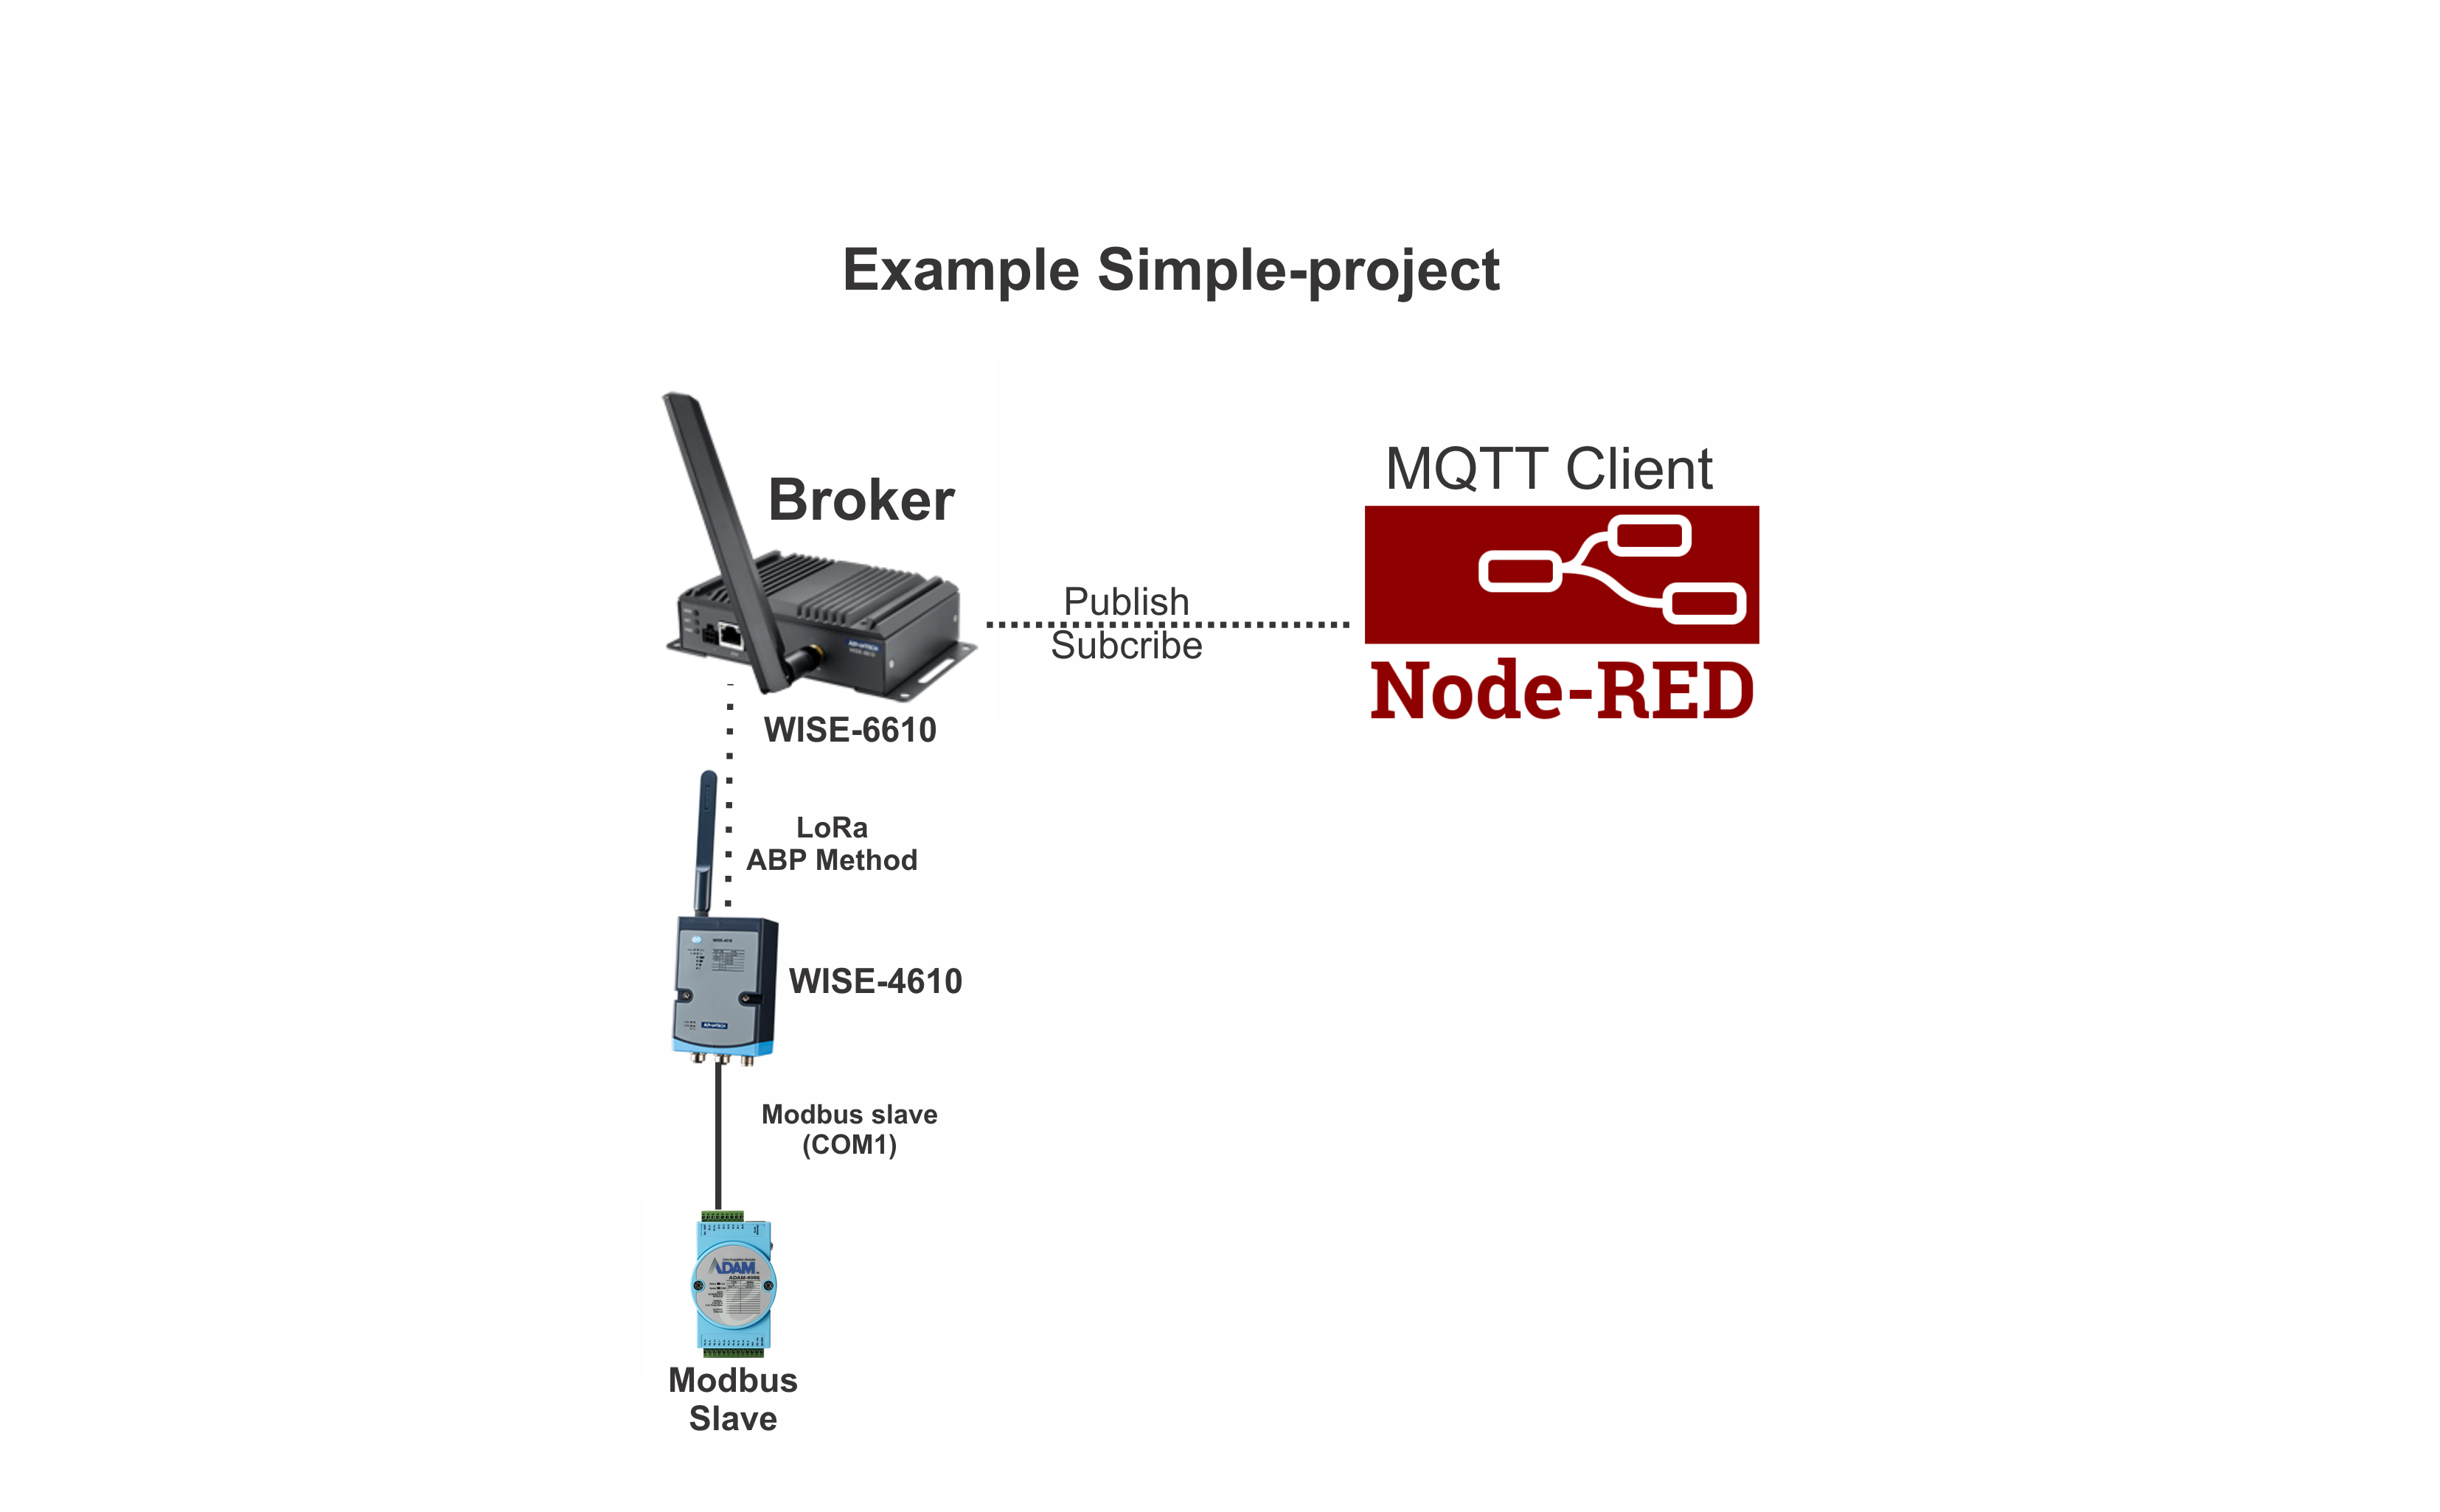 Example Simple-project
Broker
MQTT Client
Publish
Subcribe
Node-RED
WISE-6610
LoRa
ABP Method
WISE-4610
Modbus slave
(COM1)
ADAM
Modbus
Slave